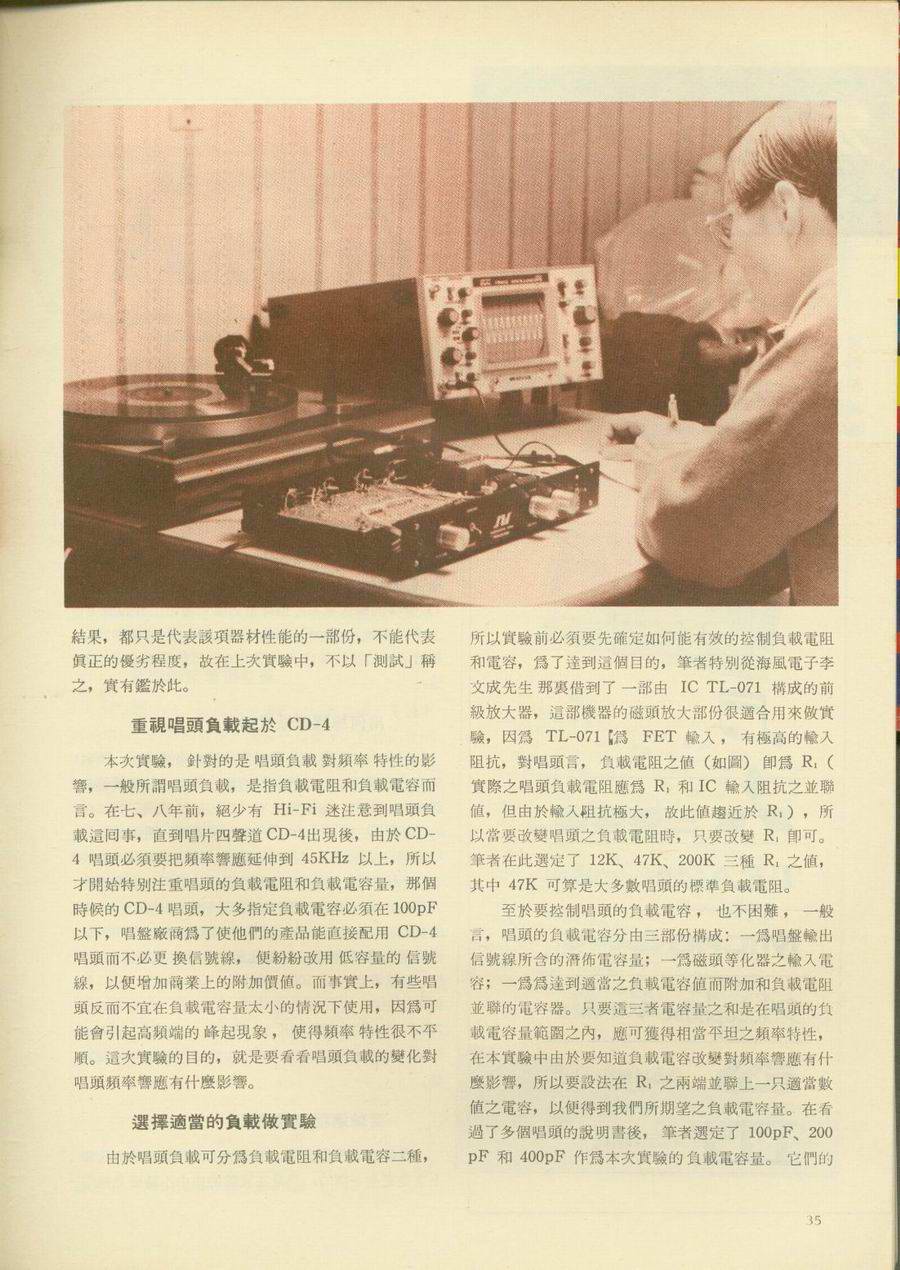 結果，都只是代表該項器材性能的一部份，不能代表
眞正的優劣程度，故在上次實驗中，不以「測試」稱
之，實有鑑於此。
重視唱頭負載起於 CD-4
本次實驗，針對的是唱頭負載對頻率特性的影
響，一般所謂唱頭負載，是指負載電阻和負載電容而
言。在七、八年前，絕少有 Hi-Fi 迷注意到唱頭負
載這囘事，直到唱片四聲道CD-4出現後，由於CD-
4 唱頭必須要把頻率響應延伸到 45KHz 以上，所以
才開始特別注重唱頭的負載電阻和負載電容量，那個
時候的CD-4唱頭，大多指定負載電容必須在100pF
以下，唱盤廠商爲了使他們的產品能直接配用 CD-4
唱頭而不必更換信號線，便紛紛改用低容量的信號
線，以便增加商業上的附加價值。而事實上，有些唱
頭反而不宜在負載電容量太小的情況下使用，因爲可
能會引起高頻端的峰起現象，使得頻率特性很不平
順。這次實驗的目的，就是要看看唱頭負載的變化對
唱頭頻率響應有什麼影響。
選擇適當的負載做實驗
由於唱頭負載可分爲負載電阻和負載電容二種，
所以實驗前必須要先確定如何能有效的控制負載電阻
和電容，爲了達到這個目的，筆者特別從海風電子李
文成先生那裏借到了一部由 IC TL-071 構成的前
級放大器，這部機器的磁頭放大部份很適合用來做實
驗，因爲 TL-071 爲 FET 輸入，有極高的輸入
阻抗，對唱頭言，負載電阻之值（如圖）卽爲 R₁（
實際之唱頭負載電阻應爲 R₁ 和IC 輸入阻抗之並聯
值，但由於輸入阻抗極大，故此值趨近於 R₁），所
以當要改變唱頭之負載電阻時，只要改變 R₁ 卽可。
筆者在此選定了 12K、47K、200K 三種 R₁ 之值，
其中 47K 可算是大多數唱頭的標準負載電阻。
至於要控制唱頭的負載電容，也不困難，一般
言，唱頭的負載電容分由三部份構成：一爲唱盤輸出
信號線所含的潛佈電容量；一爲磁頭等化器之輸入電
容；一爲爲達到適當之負載電容値而附加和負載電阻
並聯的電容器。只要這三者電容量之和是在唱頭的負
載電容量範圍之內，應可獲得相當平坦之頻率特性，
在本實驗中由於要知道負載電容改變對頻率響應有什
麼影響，所以要設法在 R₁ 之兩端並聯上一只適當數
值之電容，以便得到我們所期望之負載電容量。在看
過了多個唱頭的說明書後，筆者選定了 100pF、200
pF 和 400pF 作爲本次實驗的負載電容量。它們的
35